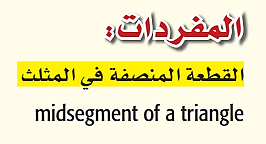 المفردات:
القطعة المنصفة في المثلث
midsegment of a triangle